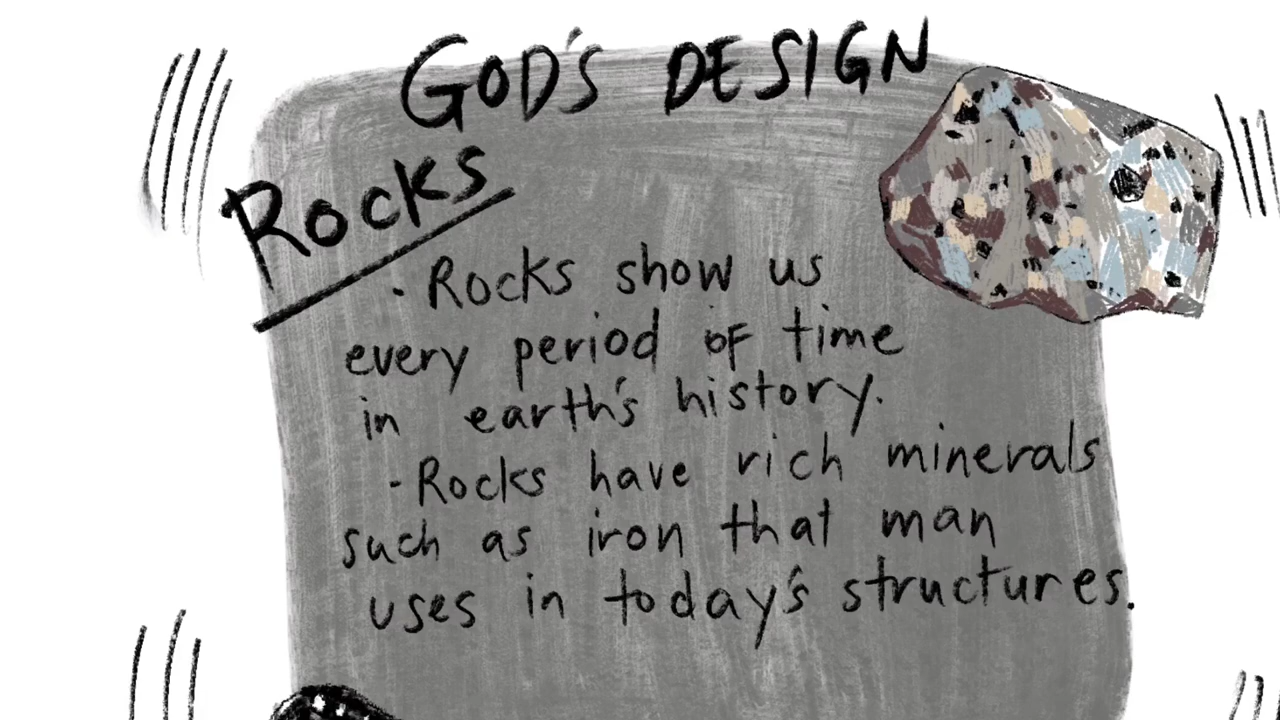 GOD'S DESIGN
Rocks
· Rocks show us
every period of time
in earth's history.
- Rocks have rich minerals
such as iron that man
uses in today's structures.